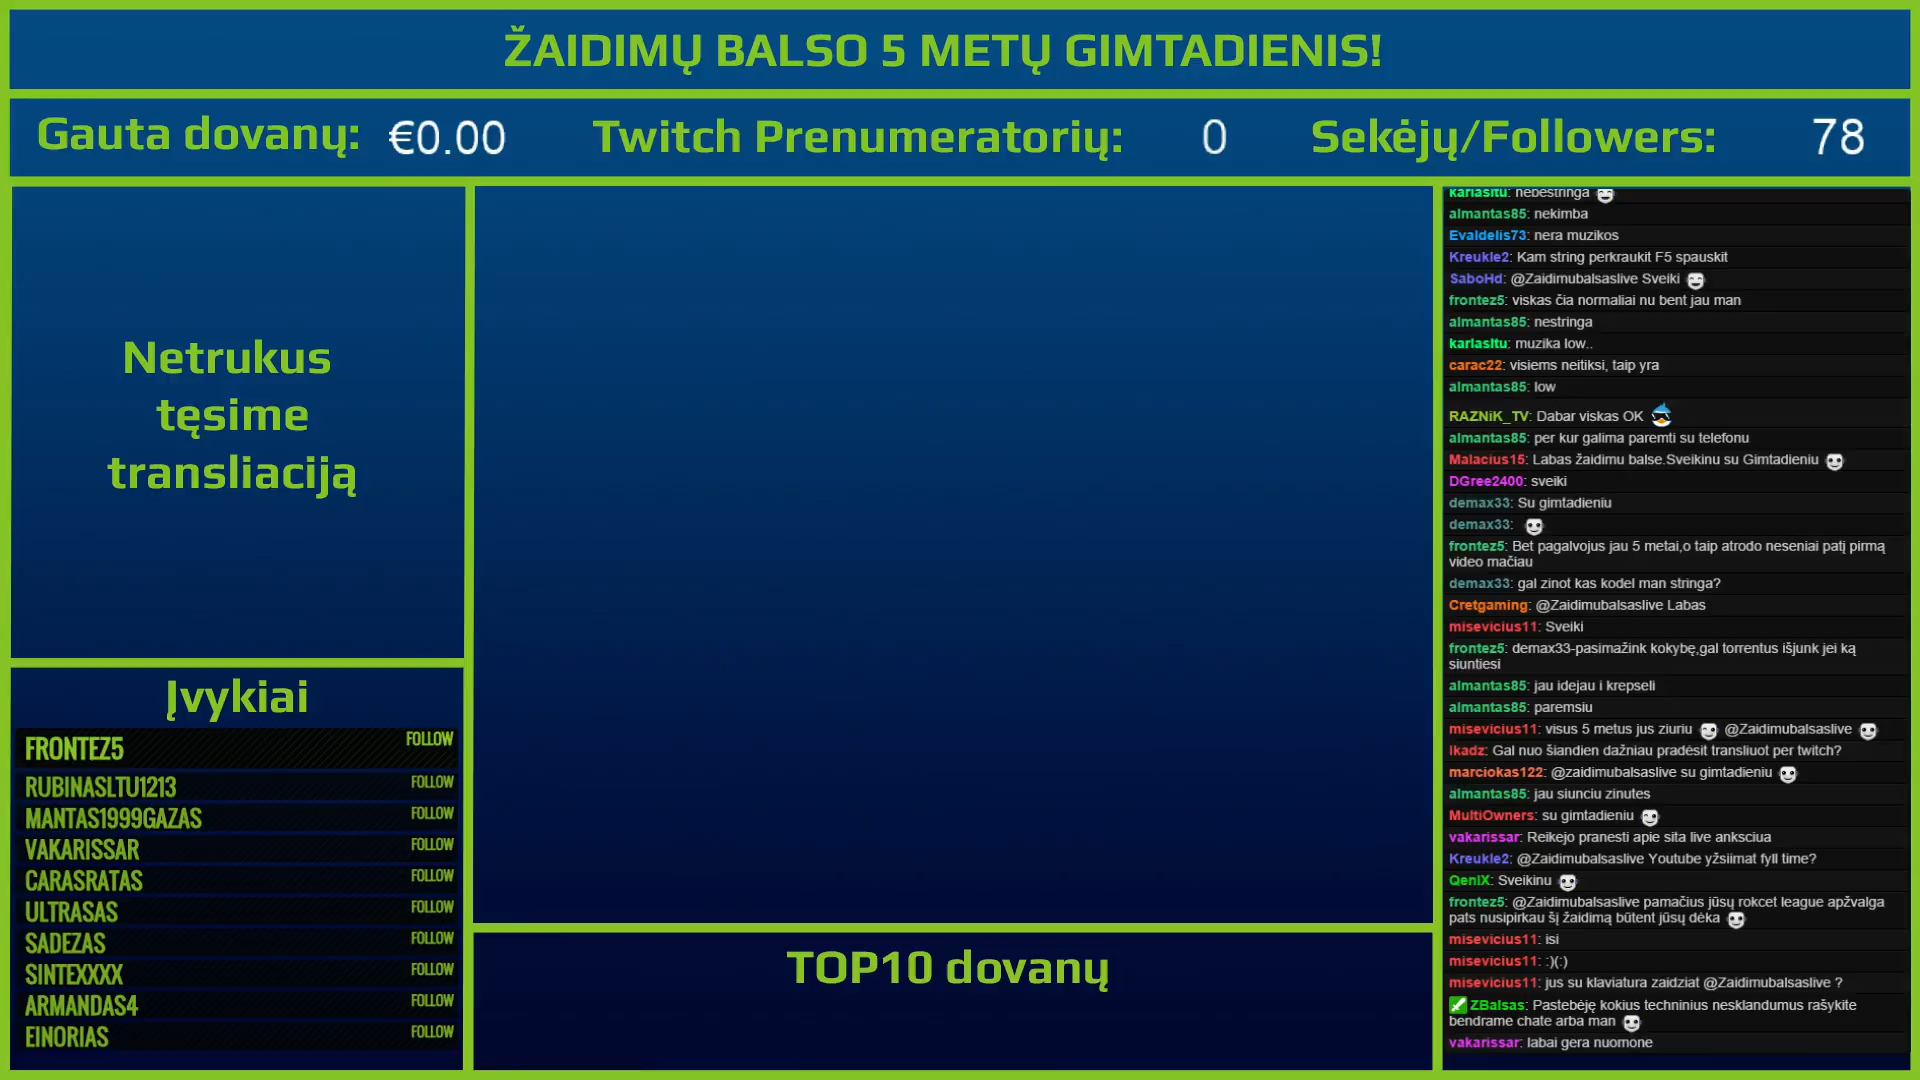 ŽAIDIMŲ BALSO 5 METŲ GIMTADIENIS!
Gauta dovanų: €0.00 Twitch Prenumeratorių: 0 Sekėjų/Followers: 78
Netrukus
tęsime
transliaciją
Įvykiai
FRONTEZ5 FOLLOW
RUBINASLTU1213 FOLLOW
MANTAS1999GAZAS FOLLOW
VAKARISSAR FOLLOW
CARASRATAS FOLLOW
ULTRASAS FOLLOW
SADEZAS FOLLOW
SINTEXXXX FOLLOW
ARMANDAS4 FOLLOW
EINORIAS FOLLOW
TOP10 dovanų
karlasltu: nebestringa
almantas85: nekimba
Evaldelis73: nera muzikos
Kreukle2: Kam string perkraukit F5 spauskit
SaboHd: @Zaidimubalsaslive Sveiki
frontez5: viskas čia normaliai nu bent jau man
almantas85: nestringa
karlasltu: muzika low..
carac22: visiems neitiksi, taip yra
almantas85: low
RAZNiK_TV: Dabar viskas OK
almantas85: per kur galima paremti su telefonu
Malacius15: Labas žaidimu balse.Sveikinu su Gimtadieniu
DGree2400: sveiki
demax33: Su gimtadieniu
demax33:
frontez5: Bet pagalvojus jau 5 metai,o taip atrodo neseniai patį pirmą
video mačiau
demax33: gal zinot kas kodel man stringa?
Cretgaming: @Zaidimubalsaslive Labas
misevicius11: Sveiki
frontez5: demax33-pasimažink kokybę,gal torrentus išjunk jei ką
siuntiesi
almantas85: jau idejau i krepseli
almantas85: paremsiu
misevicius11: visus 5 metus jus ziuriu @Zaidimubalsaslive
Ikadz: Gal nuo šiandien dažniau pradėsit transliuot per twitch?
marciokas122: @zaidimubalsaslive su gimtadieniu
almantas85: jau siunciu zinutes
MultiOwners: su gimtadieniu
vakarissar: Reikejo pranesti apie sita live anksciua
Kreukle2: @Zaidimubalsaslive Youtube yžsiimat fyll time?
QeniX: Sveikinu
frontez5: @Zaidimubalsaslive pamačius jūsų rokcet league apžvalga
pats nusipirkau šį žaidimą būtent jūsų dėka
misevicius11: isi
misevicius11: :)(:)
misevicius11: jus su klaviatura zaidziat @Zaidimubalsaslive ?
ZBalsas: Pastebėję kokius techninius nesklandumus rašykite
bendrame chate arba man
vakarissar: labai gera nuomone